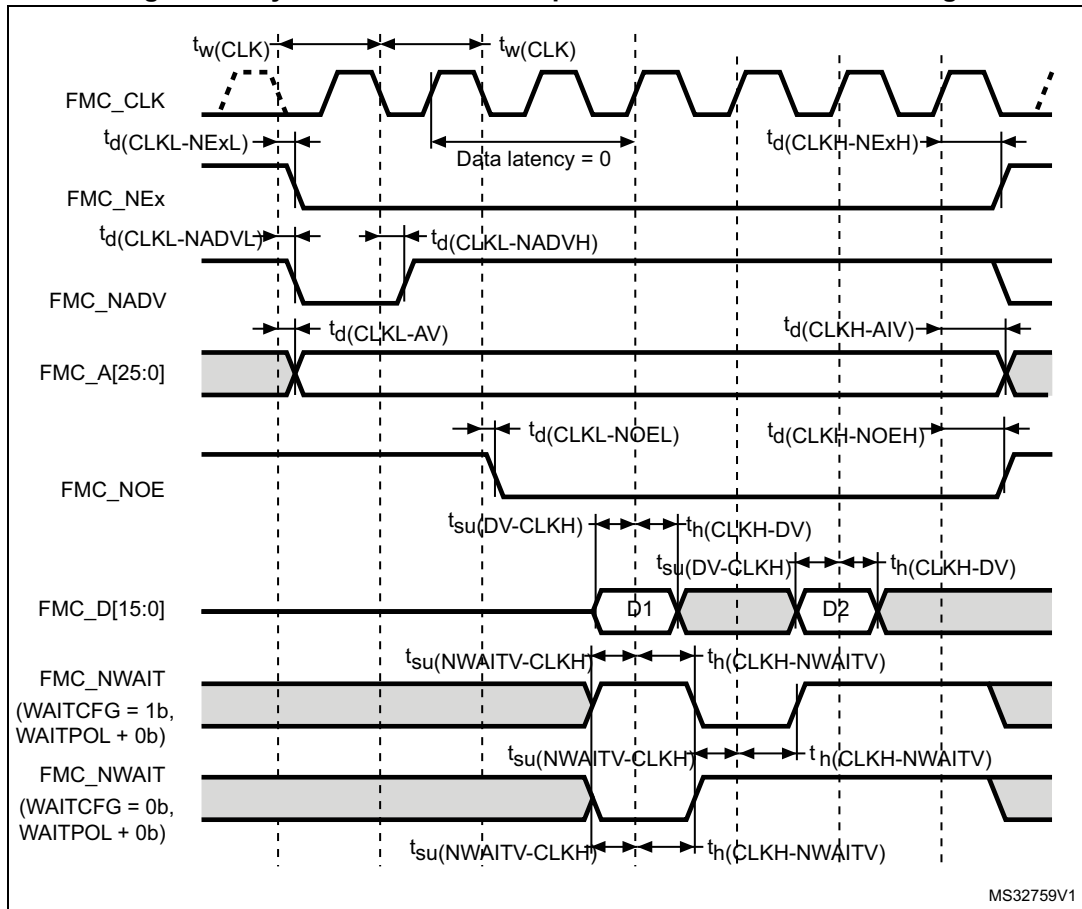 tw(CLK) tw(CLK)
FMC_CLK
td(CLKL-NExL) Data latency = 0 td(CLKH-NExH)
FMC_NEx
td(CLKL-NADVL) td(CLKL-NADVH)
FMC_NADV
td(CLKL-AV) td(CLKH-AIV)
FMC_A[25:0]
td(CLKL-NOEL) td(CLKH-NOEH)
FMC_NOE
tsu(DV-CLKH) th(CLKH-DV)
tsu(DV-CLKH) th(CLKH-DV)
FMC_D[15:0] D1 D2
tsu(NWAITV-CLKH) th(CLKH-NWAITV)
FMC_NWAIT
(WAITCFG = 1b,
WAITPOL + 0b)
tsu(NWAITV-CLKH) th(CLKH-NWAITV)
FMC_NWAIT
(WAITCFG = 0b,
WAITPOL + 0b)
tsu(NWAITV-CLKH) th(CLKH-NWAITV)
MS32759V1